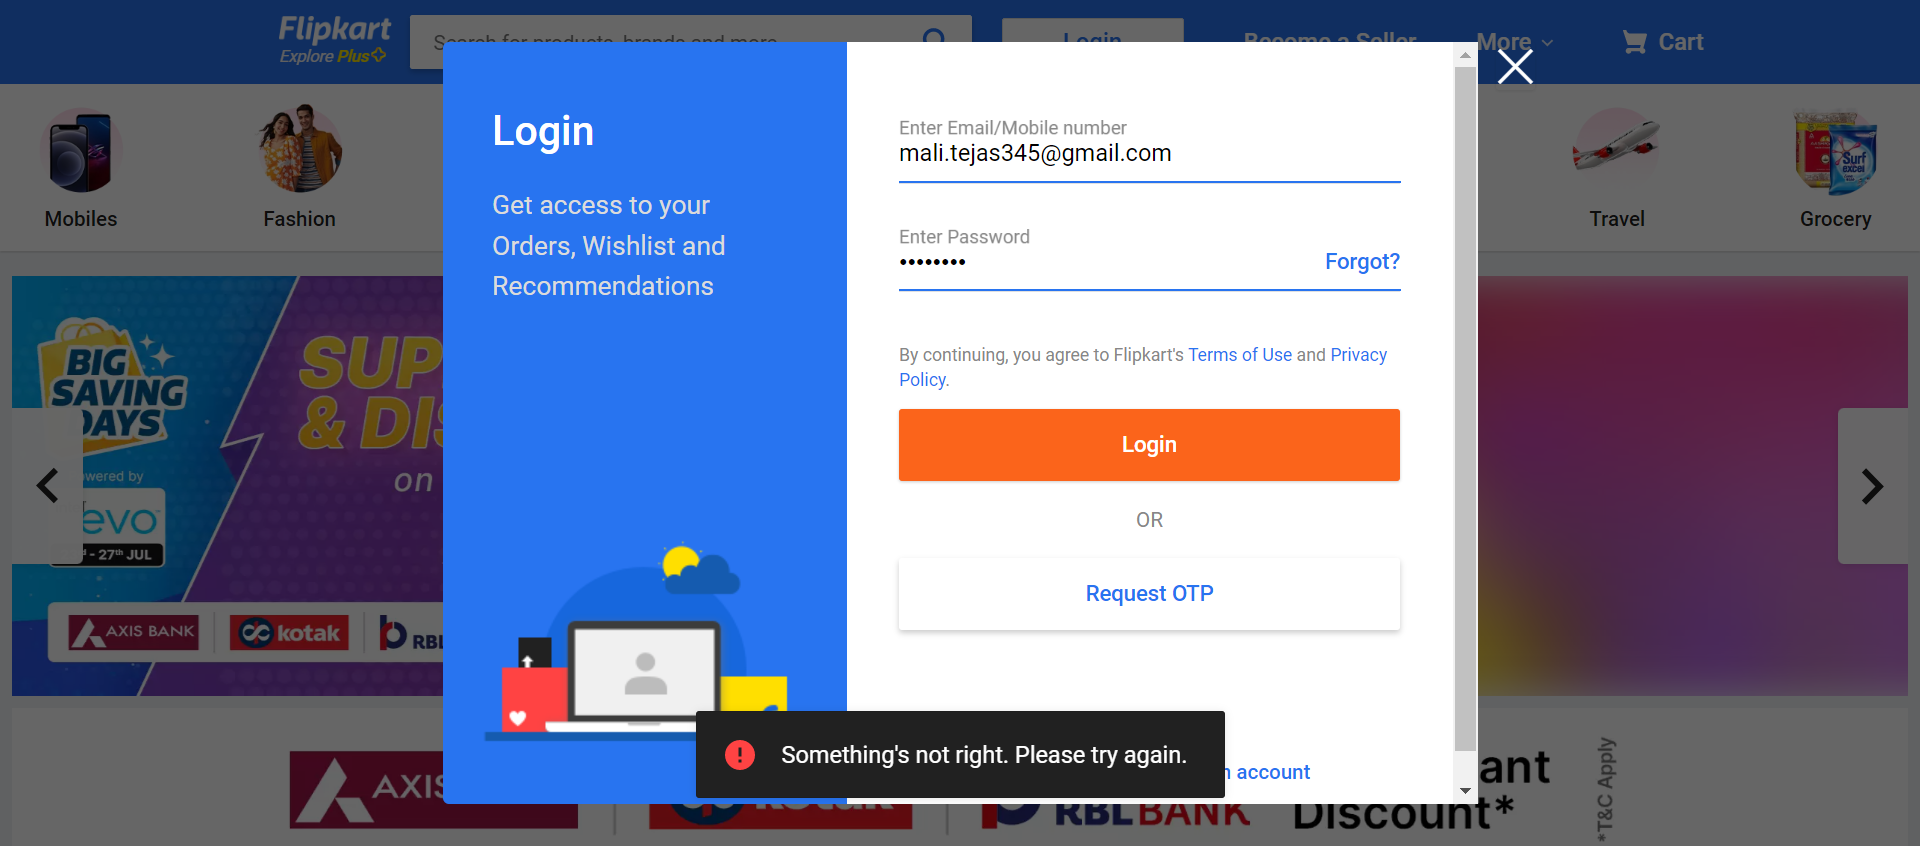 Flipkart
Explore Plus
Search for products, brands and more
Login
Become a Seller
More
Cart
Mobiles
Fashion
Travel
Grocery
Surf
excel
Login
Get access to your
Orders, Wishlist and
Recommendations
Enter Email/Mobile number
mali.tejas345@gmail.com
Enter Password
••••••••
Forgot?
By continuing, you agree to Flipkart's Terms of Use and Privacy
Policy.
Login
OR
Request OTP
account
Something's not right. Please try again.
BIG
SAVING
DAYS
wered by
evo
- 27th JUL
SUP
& DIS
on
AXIS BANK
kotak
RBL
AXIS
kotak
RBL BANK
ant
Discount*
*T&C Apply